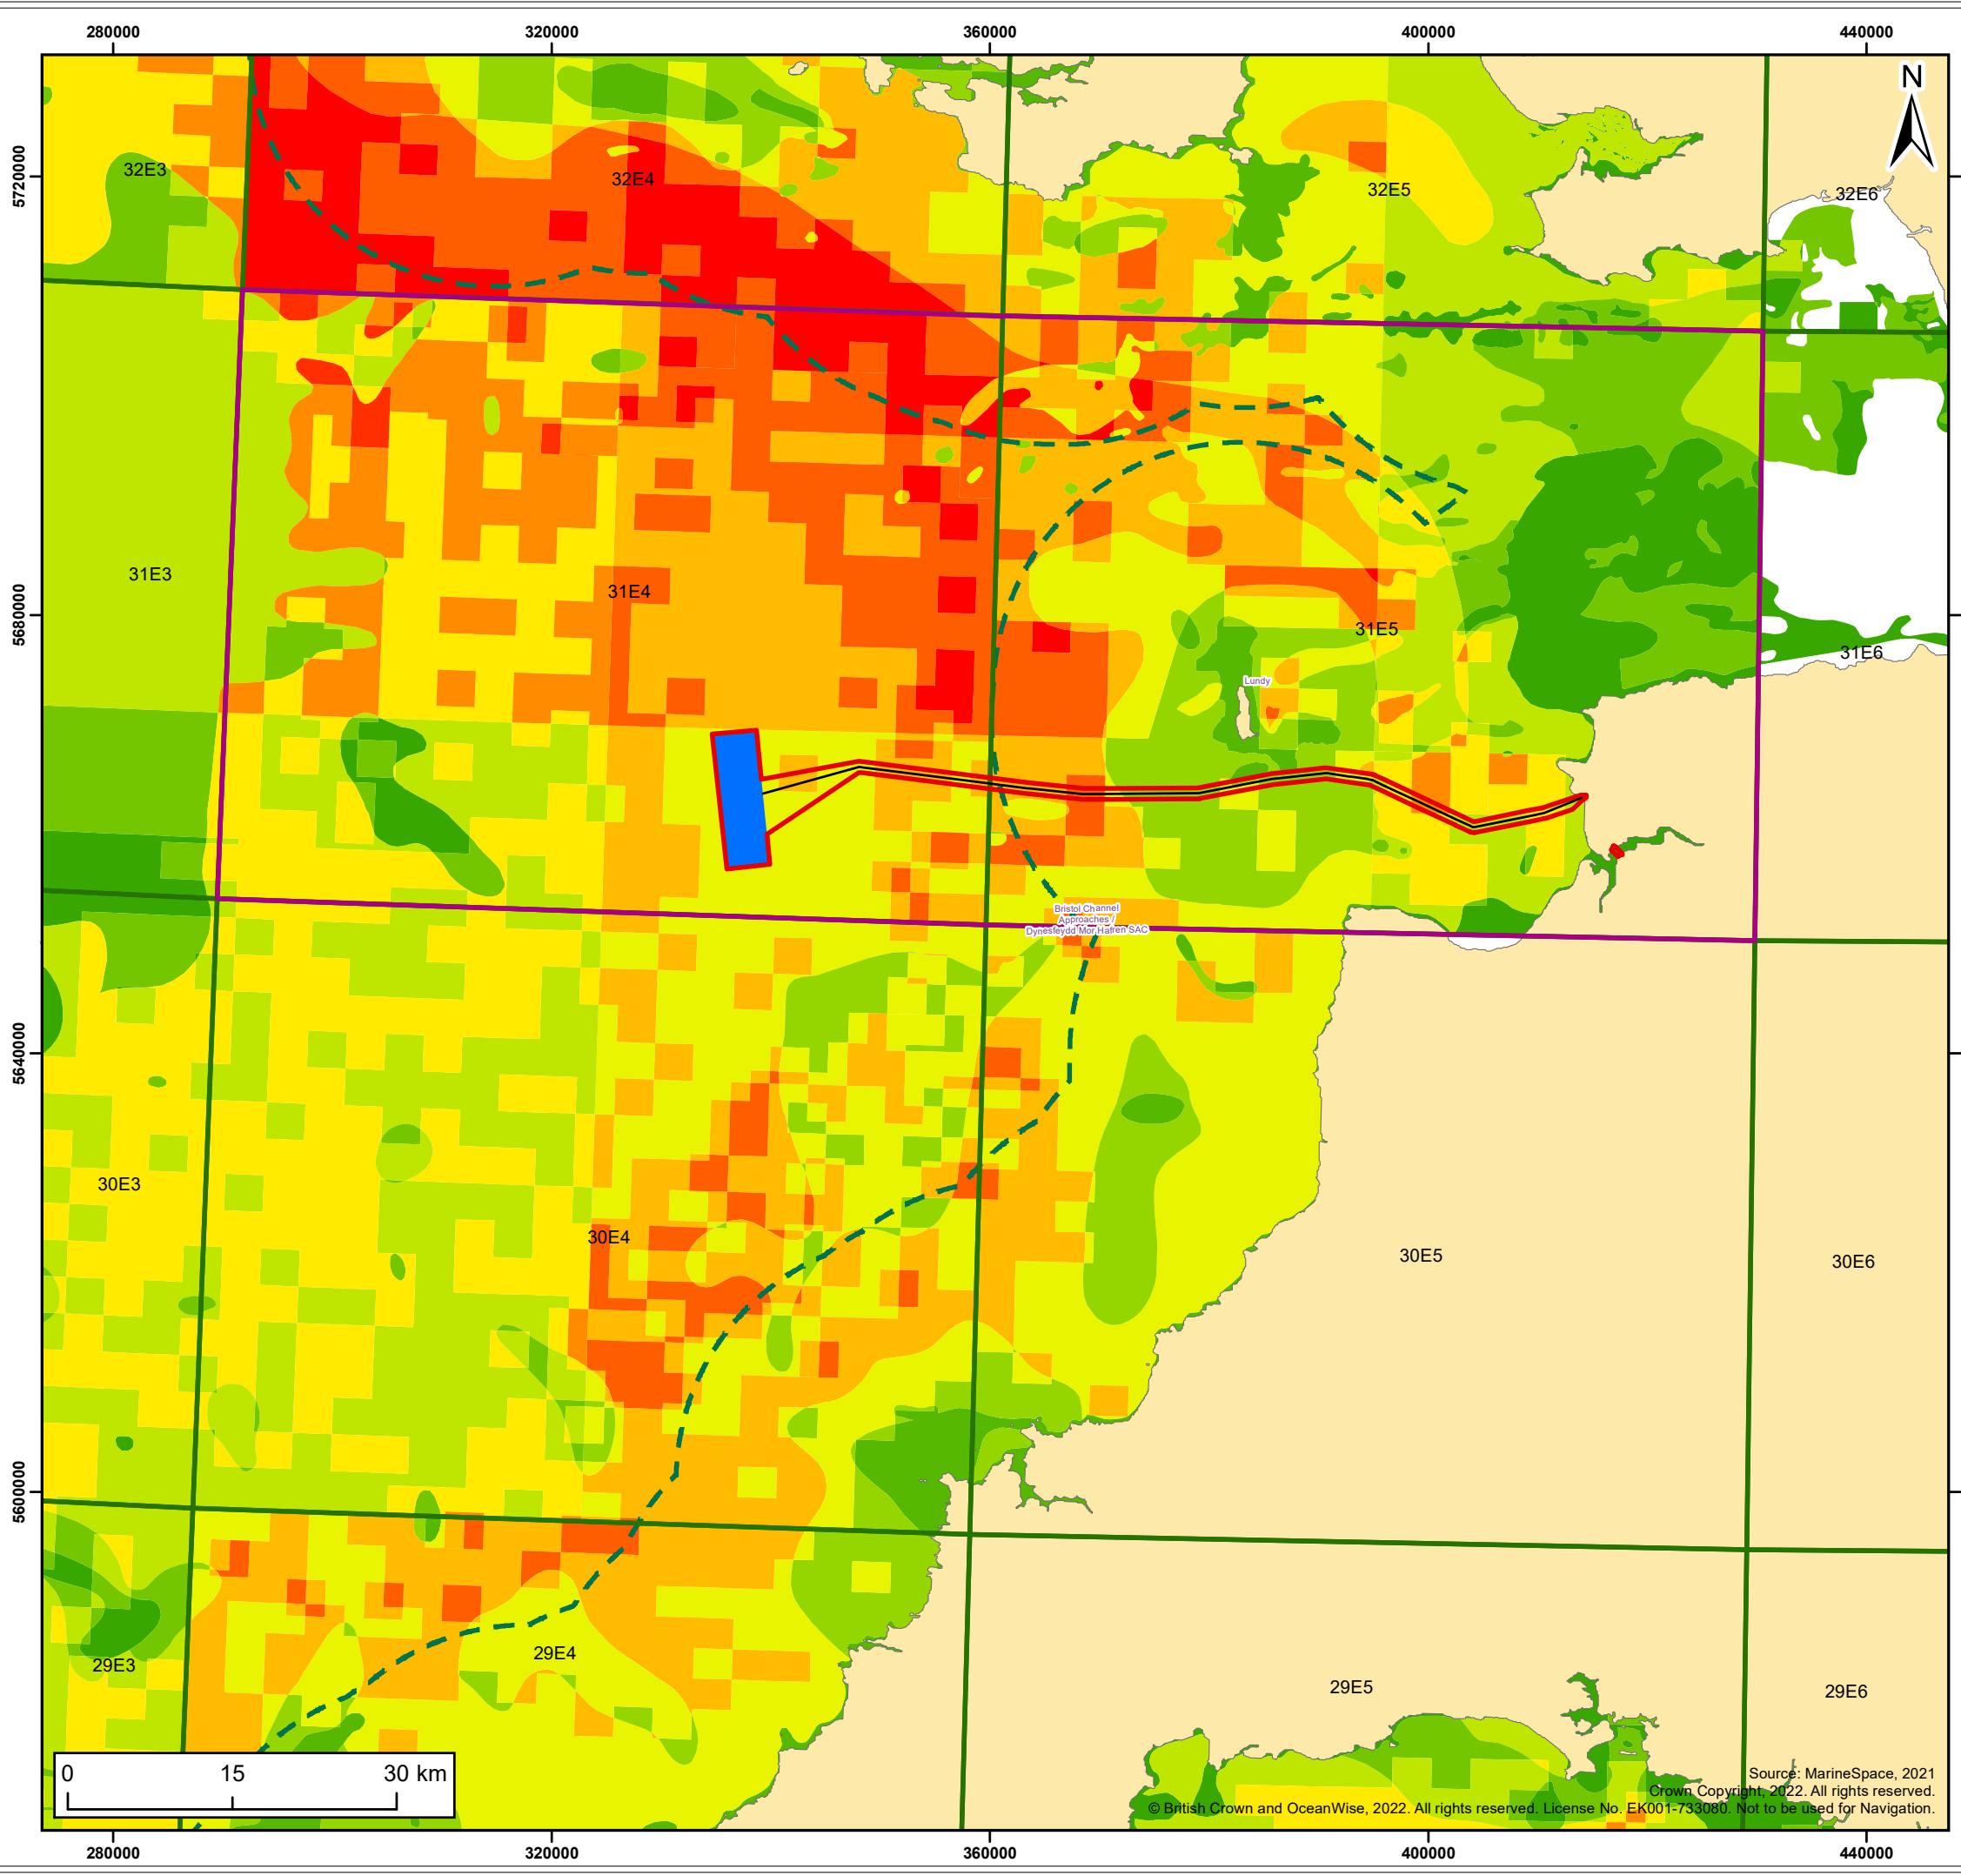 280000 320000 360000 400000 440000
N
5720000
32E3 32E4 32E5 32E6
5680000
31E3 31E4 31E5 31E6
Lundy
Bristol Channel
Approaches /
Dynesfeydd Môr Hafren SAC
5640000
30E3 30E4 30E5 30E6
5600000
29E3 29E4 29E5 29E6
0 15 30 km
Source: MarineSpace, 2021
Crown Copyright, 2022. All rights reserved.
© British Crown and OceanWise, 2022. All rights reserved. License No. EK001-733080. Not to be used for Navigation.
280000 320000 360000 400000 440000